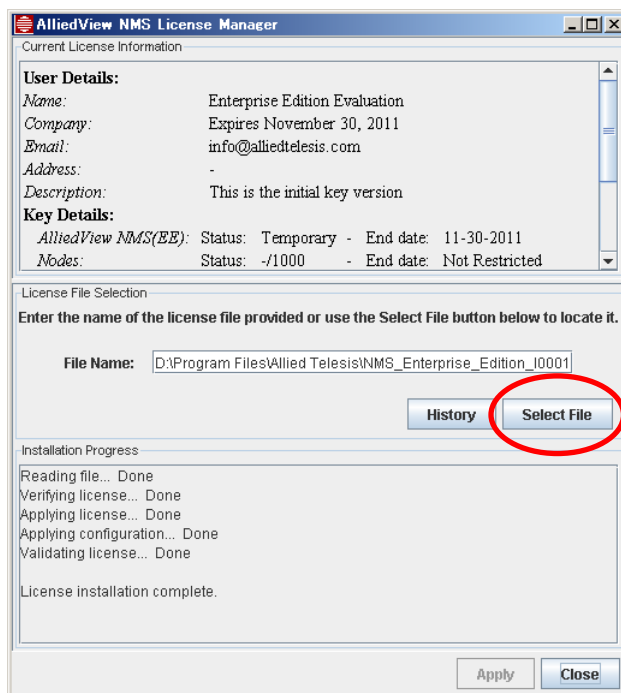 AlliedView NMS License Manager
Current License Information
User Details:
Name: Enterprise Edition Evaluation
Company: Expires November 30, 2011
Email: info@alliedtelesis.com
Address: -
Description: This is the initial key version
Key Details:
AlliedView NMS(EE): Status: Temporary - End date: 11-30-2011
Nodes: Status: -/1000 - End date: Not Restricted
License File Selection
Enter the name of the license file provided or use the Select File button below to locate it.
File Name: D:\Program Files\Allied Telesis\NMS_Enterprise_Edition_I0001
History Select File
Installation Progress
Reading file... Done
Verifying license... Done
Applying license... Done
Applying configuration... Done
Validating license... Done
License installation complete.
Apply Close